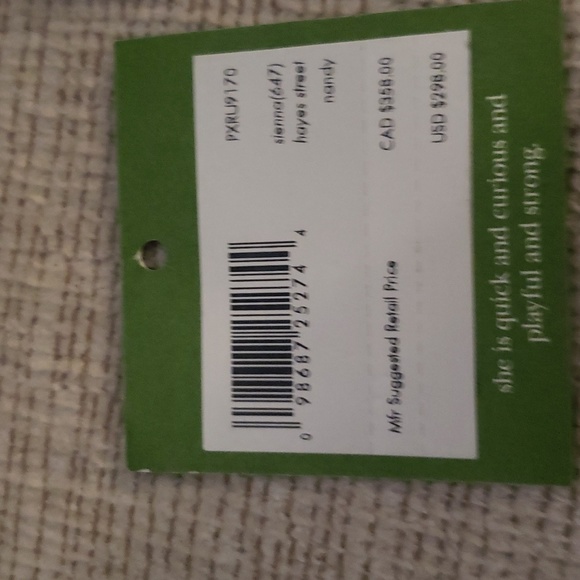 PXRU9170
sienna(647)
hayes street
nandy
0 98687 25274 4
Mfr Suggested Retail Price
CAD $358.00
USD $298.00
she is quick and curious and
playful and strong.